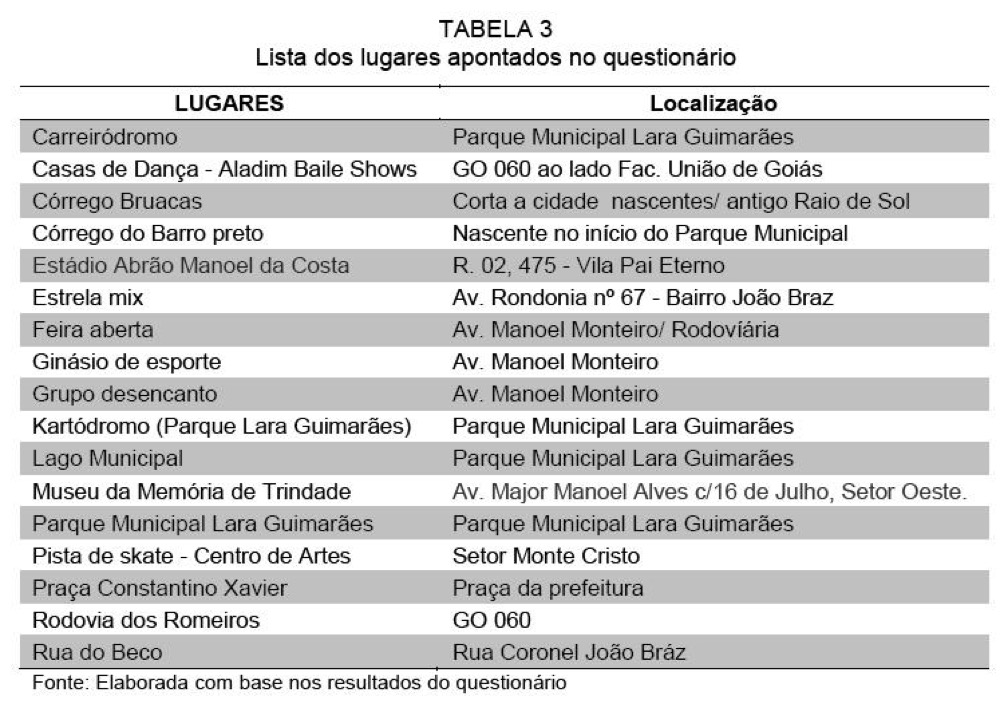 TABELA 3
Lista dos lugares apontados no questionário
LUGARES Localização
Carreiródromo Parque Municipal Lara Guimarães
Casas de Dança - Aladim Baile Shows GO 060 ao lado Fac. União de Goiás
Córrego Bruacas Corta a cidade nascentes/ antigo Raio de Sol
Córrego do Barro preto Nascente no início do Parque Municipal
Estádio Abrão Manoel da Costa R. 02, 475 - Vila Pai Eterno
Estrela mix Av. Rondonia nº 67 - Bairro João Braz
Feira aberta Av. Manoel Monteiro/ Rodovíária
Ginásio de esporte Av. Manoel Monteiro
Grupo desencanto Av. Manoel Monteiro
Kartódromo (Parque Lara Guimarães) Parque Municipal Lara Guimarães
Lago Municipal Parque Municipal Lara Guimarães
Museu da Memória de Trindade Av. Major Manoel Alves c/16 de Julho, Setor Oeste.
Parque Municipal Lara Guimarães Parque Municipal Lara Guimarães
Pista de skate - Centro de Artes Setor Monte Cristo
Praça Constantino Xavier Praça da prefeitura
Rodovia dos Romeiros GO 060
Rua do Beco Rua Coronel João Bráz
Fonte: Elaborada com base nos resultados do questionário